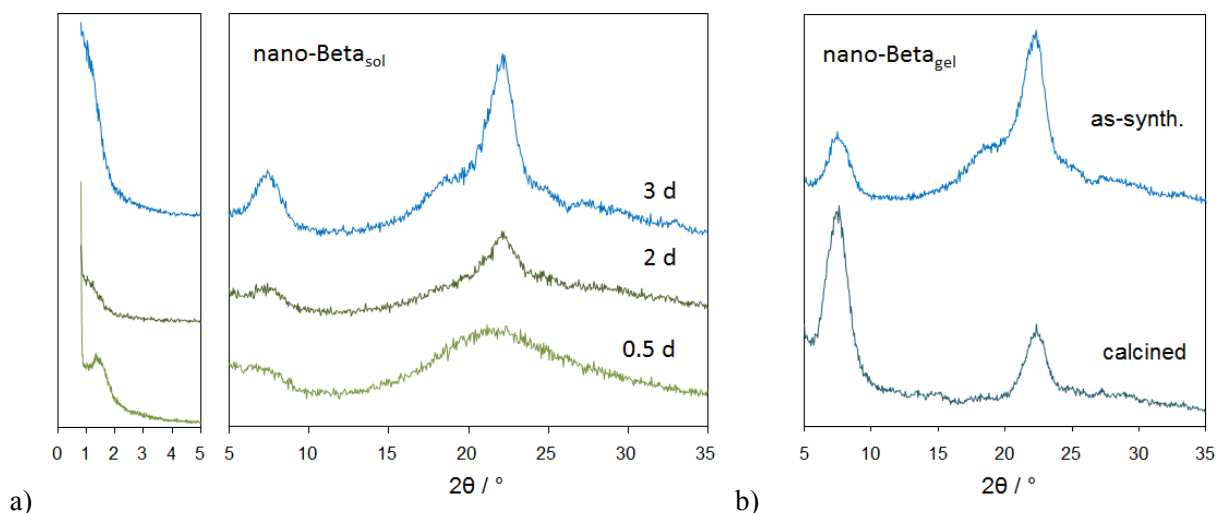 nano-Beta_sol
3 d
2 d
0.5 d
0 1 2 3 4 5
5 10 15 20 25 30 35
2θ / °
a)
nano-Beta_gel
as-synth.
calcined
5 10 15 20 25 30 35
2θ / °
b)